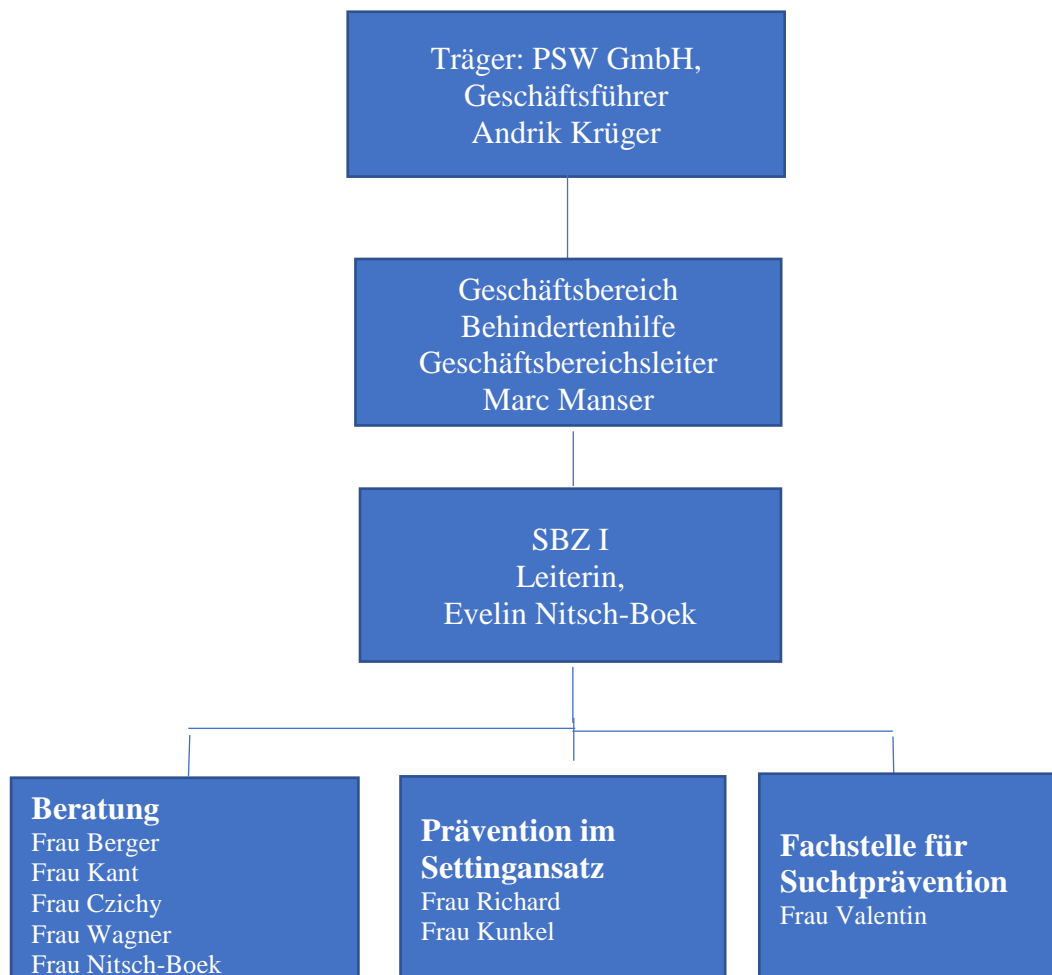 Träger: PSW GmbH,
Geschäftsführer
Andrik Krüger
Geschäftsbereich
Behindertenhilfe
Geschäftsbereichsleiter
Marc Manser
SBZ I
Leiterin,
Evelin Nitsch-Boek
Beratung
Frau Berger
Frau Kant
Frau Czichy
Frau Wagner
Frau Nitsch-Boek
Prävention im
Settingansatz
Frau Richard
Frau Kunkel
Fachstelle für
Suchtprävention
Frau Valentin